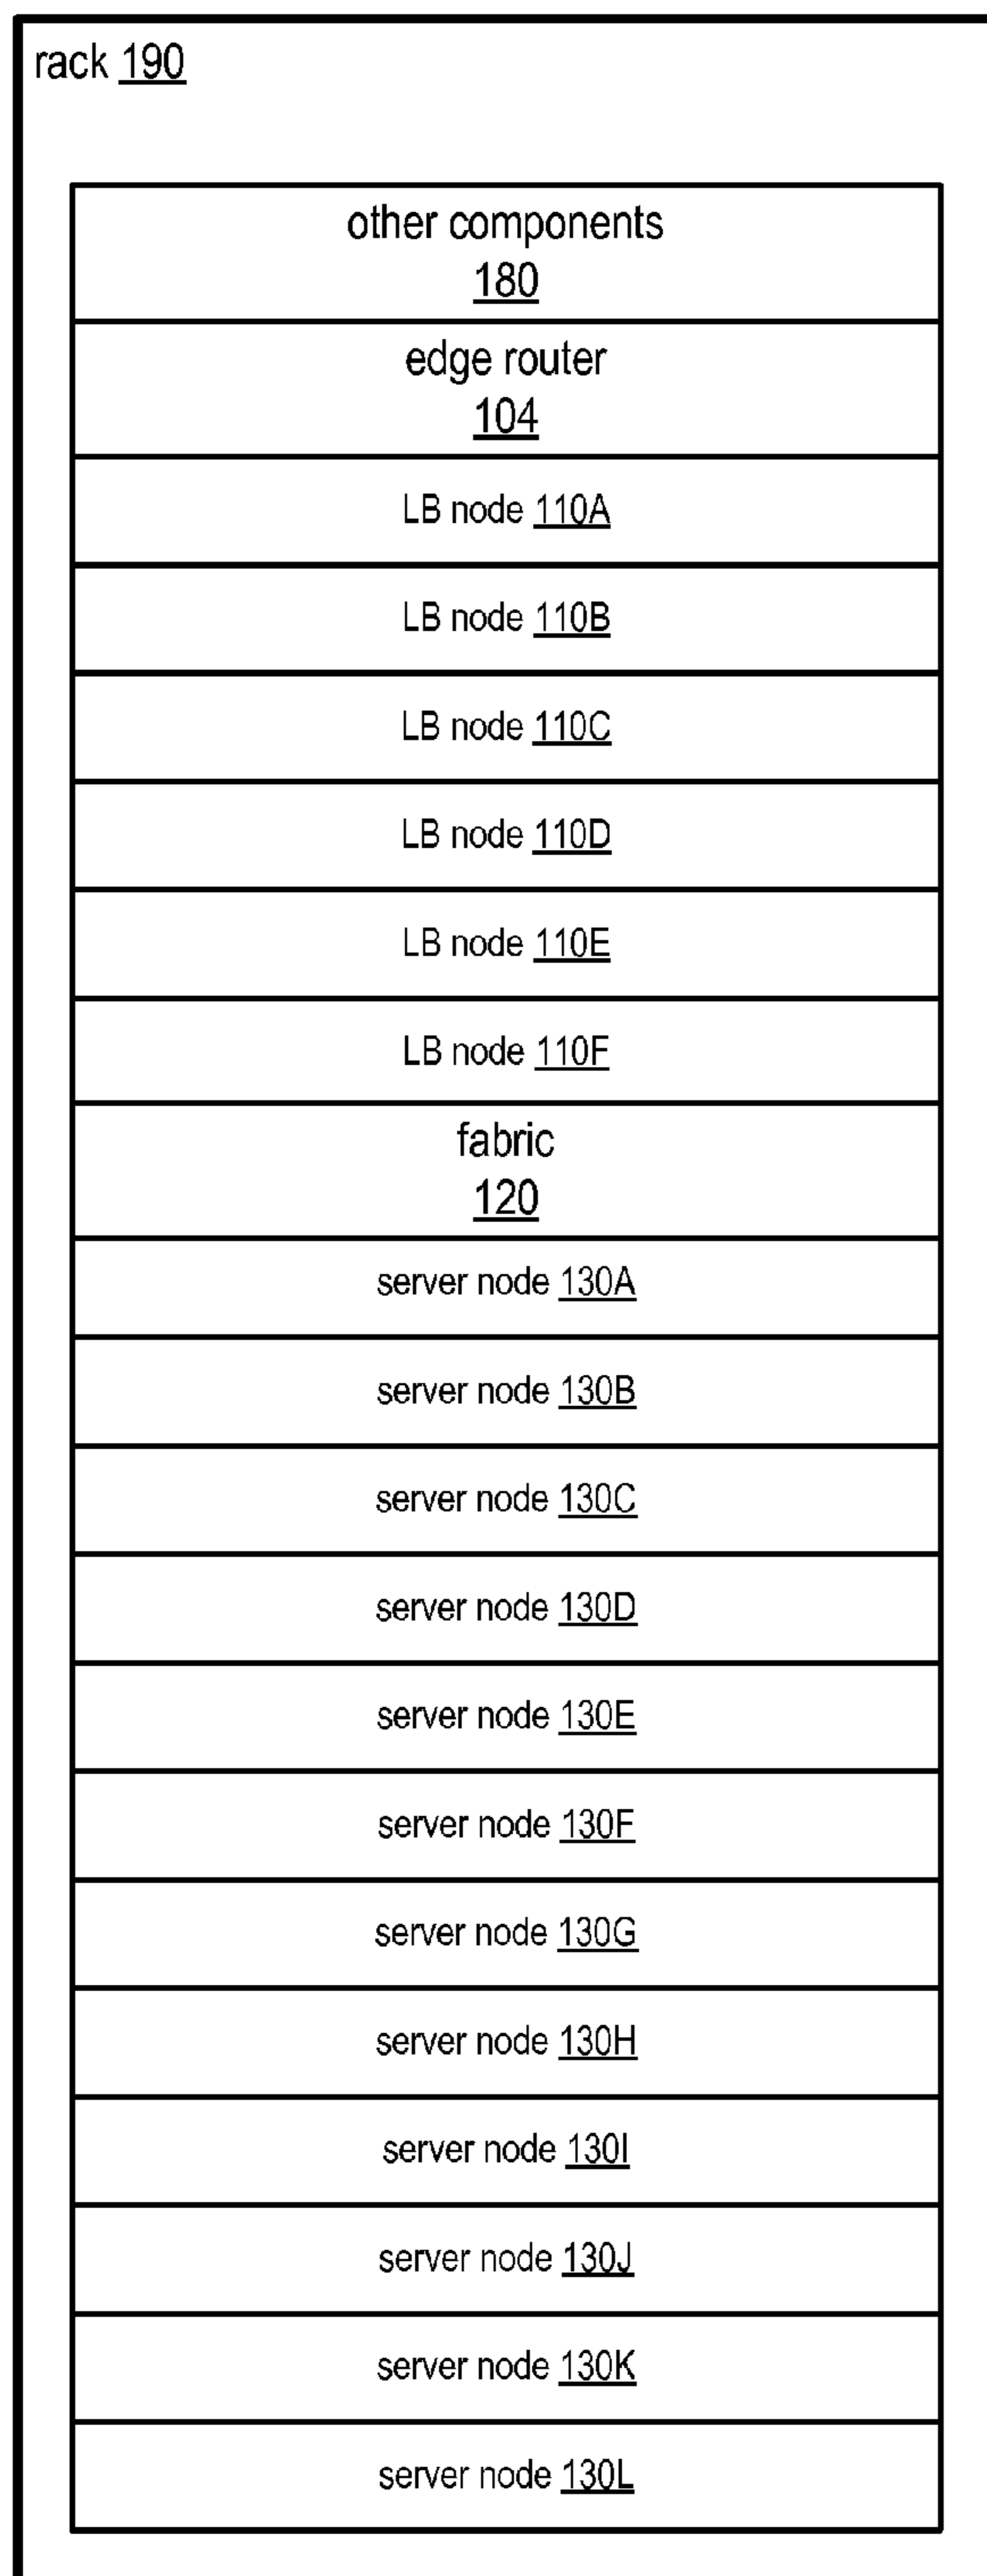 rack 190
other components
180
edge router
104
LB node 110A
LB node 110B
LB node 110C
LB node 110D
LB node 110E
LB node 110F
fabric
120
server node 130A
server node 130B
server node 130C
server node 130D
server node 130E
server node 130F
server node 130G
server node 130H
server node 130I
server node 130J
server node 130K
server node 130L